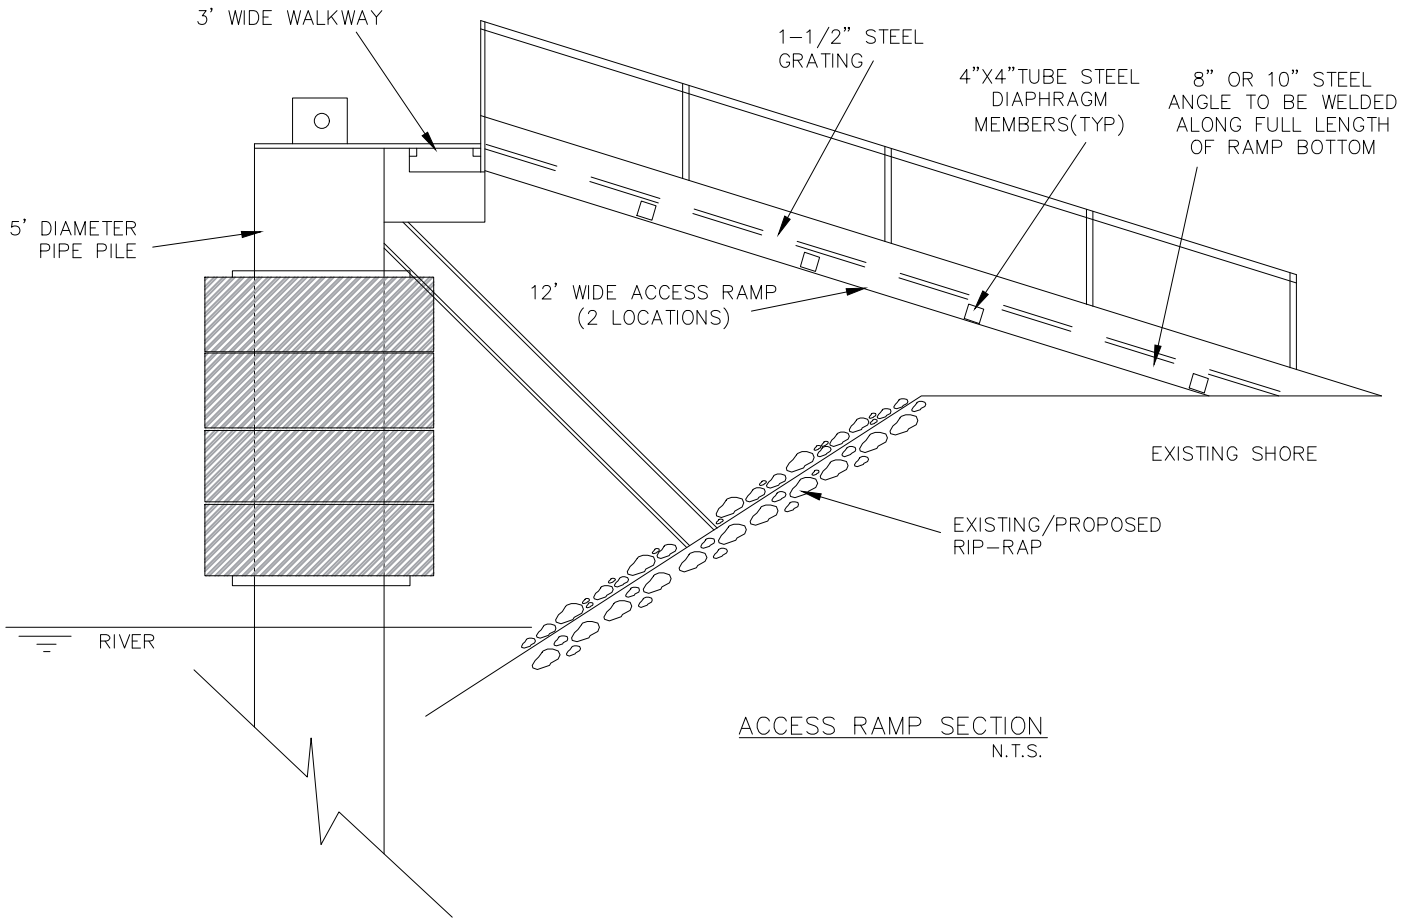 3' WIDE WALKWAY
1-1/2" STEEL
GRATING
4"X4"TUBE STEEL
DIAPHRAGM
MEMBERS(TYP)
8" OR 10" STEEL
ANGLE TO BE WELDED
ALONG FULL LENGTH
OF RAMP BOTTOM
5' DIAMETER
PIPE PILE
12' WIDE ACCESS RAMP
(2 LOCATIONS)
EXISTING SHORE
EXISTING/PROPOSED
RIP-RAP
RIVER
ACCESS RAMP SECTION
N.T.S.